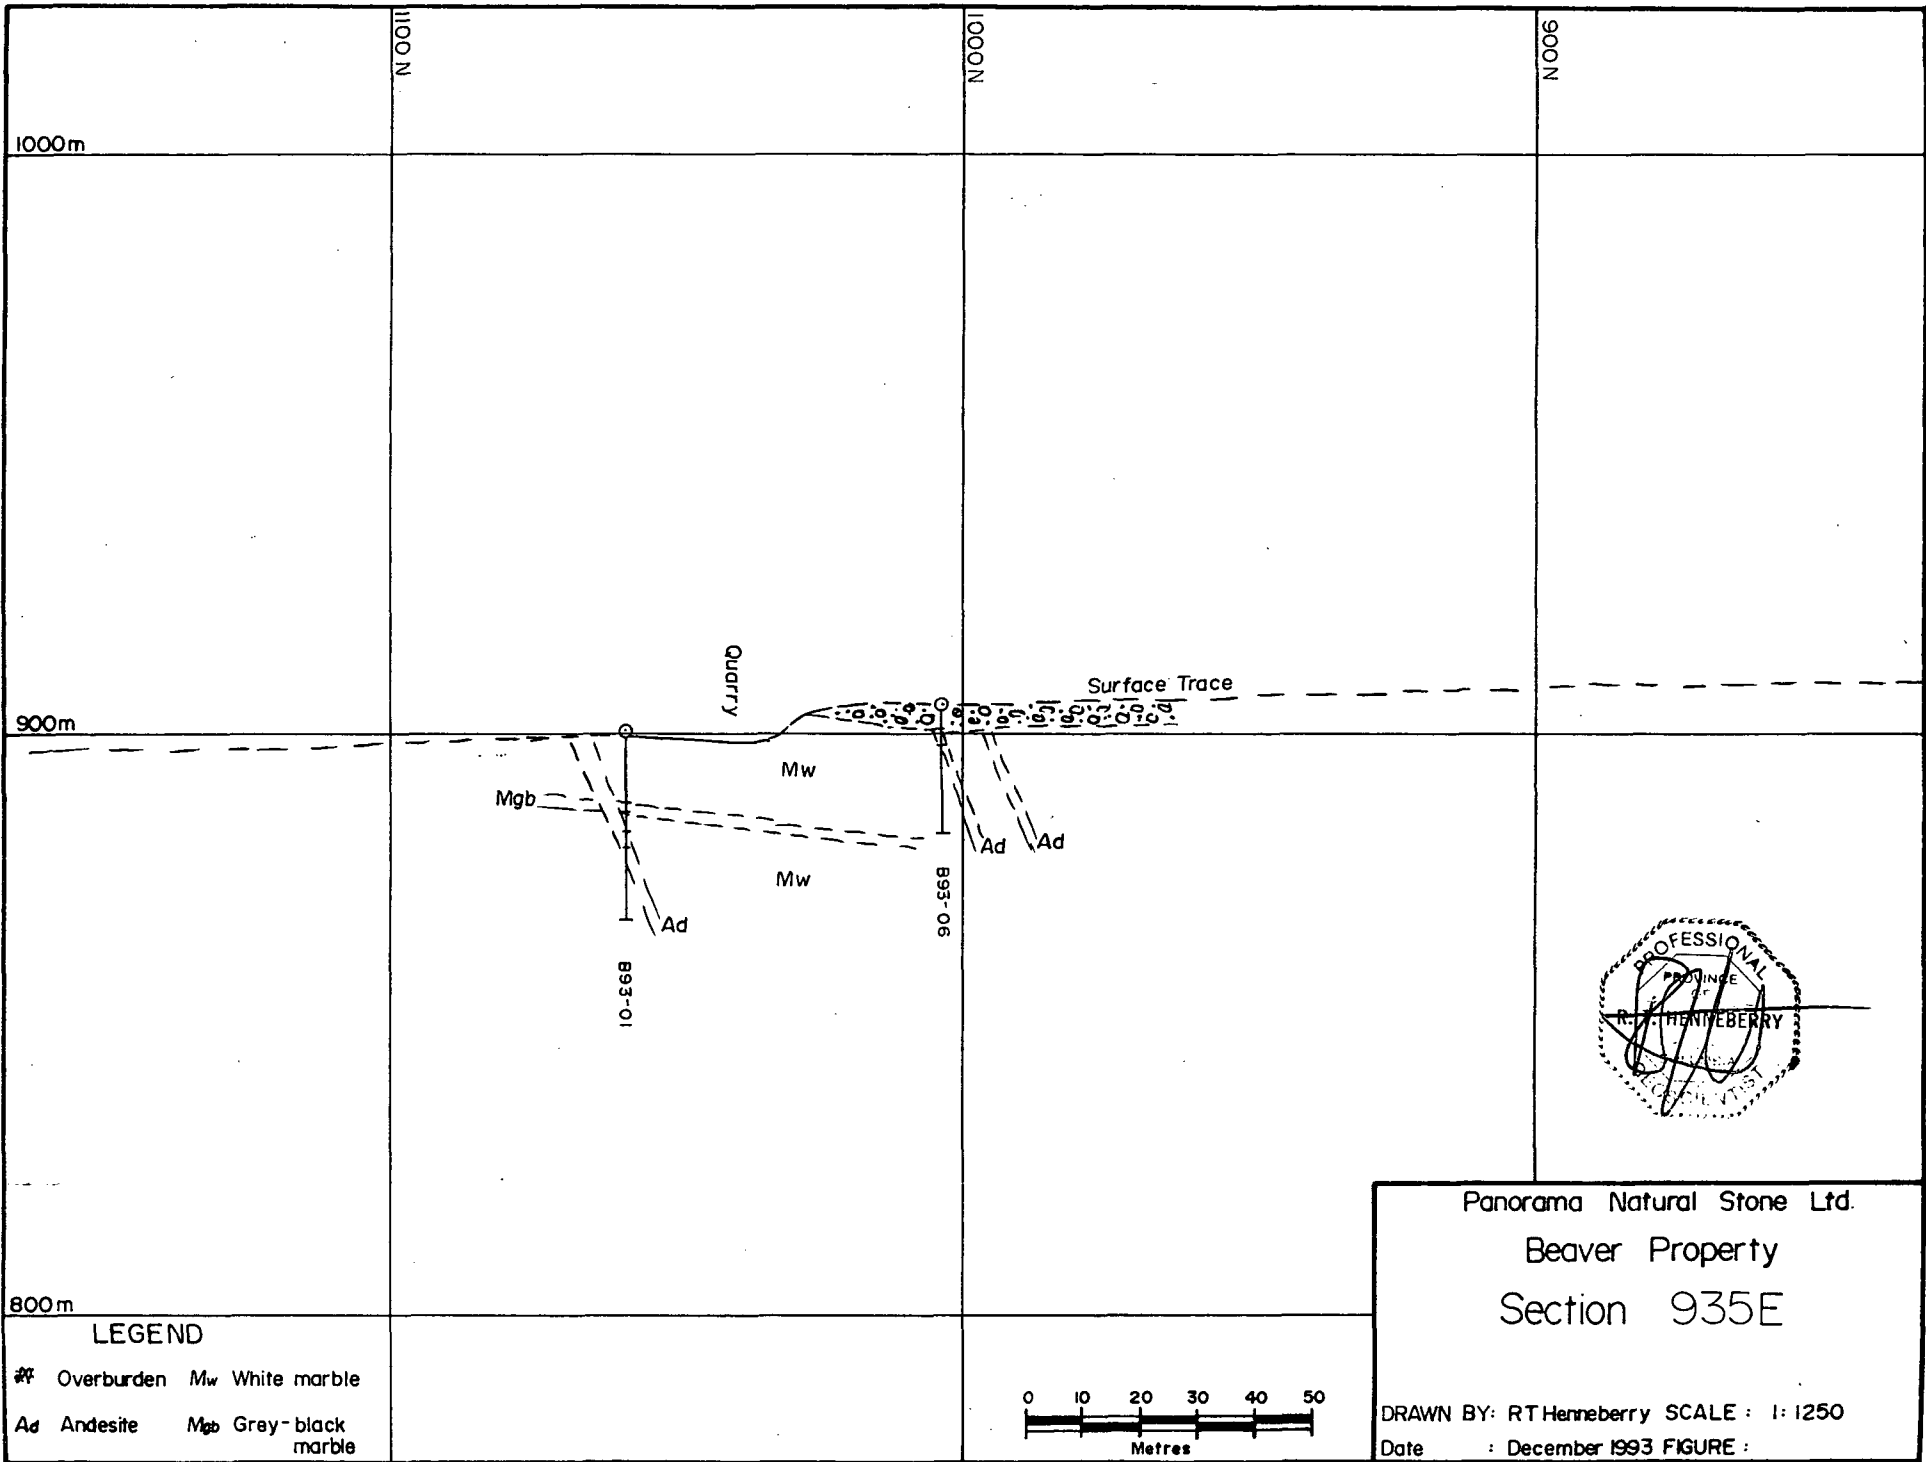 1100 N
1000 N
900 N
1000m
Quarry
Surface Trace
900m
Mw
Mgb
Ad
Ad
Mw
B93-06
Ad
B93-01
PROFESSIONAL
PROVINCE
OF
R. T. HENNEBERRY
GEOSCIENTIST
800m
LEGEND
Overburden Mw White marble
Ad Andesite Mgb Grey-black
marble
0 10 20 30 40 50
Metres
Panorama Natural Stone Ltd.
Beaver Property
Section 935E
DRAWN BY: RT Henneberry SCALE : 1:1250
Date : December 1993 FIGURE :